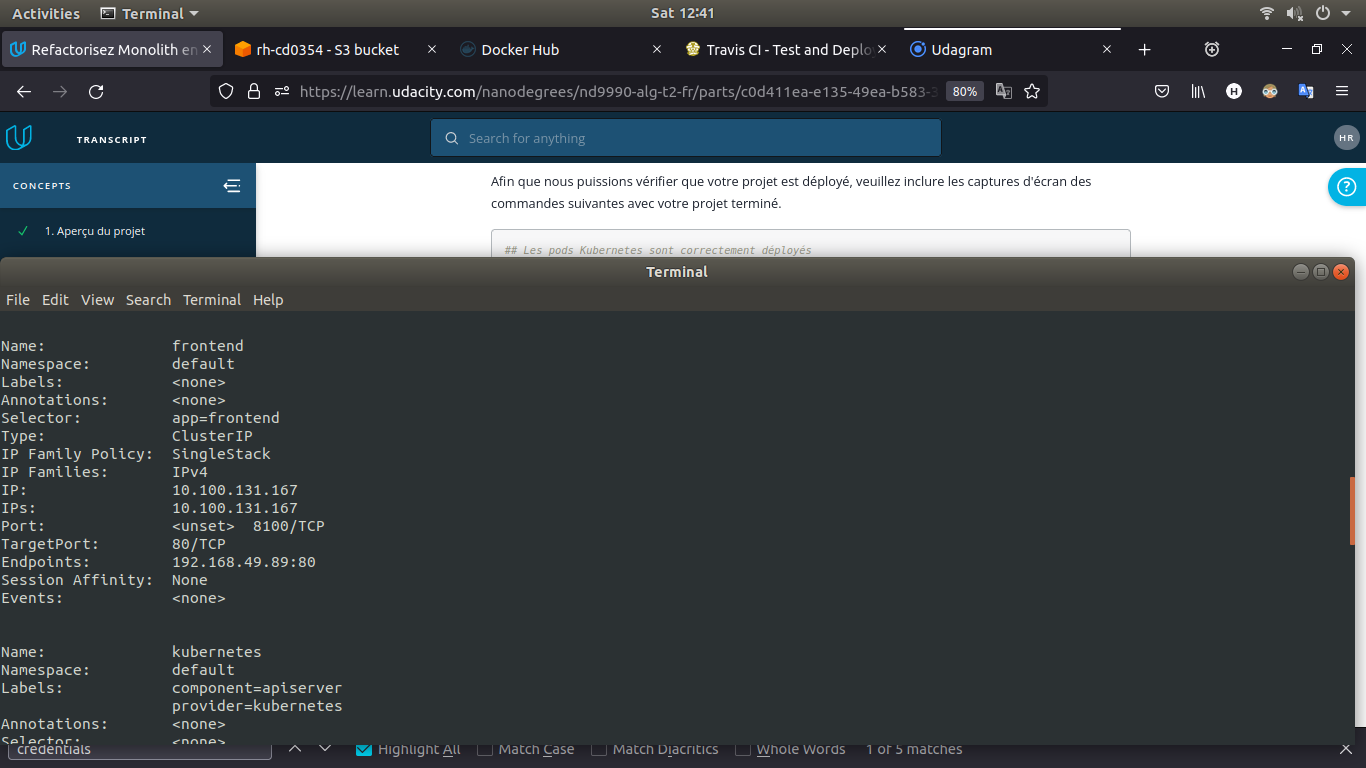 Activities Terminal Sat 12:41
Refactorisez Monolith en rh-cd0354 - S3 bucket Docker Hub Travis CI - Test and Deploy Udagram
https://learn.udacity.com/nanodegrees/nd9990-alg-t2-fr/parts/c0d411ea-e135-49ea-b583-3 80% H
TRANSCRIPT Search for anything HR
CONCEPTS
1. Aperçu du projet
Afin que nous puissions vérifier que votre projet est déployé, veuillez inclure les captures d'écran des
commandes suivantes avec votre projet terminé.
## Les pods Kubernetes sont correctement déployés
Terminal
File Edit View Search Terminal Help
Name: frontend
Namespace: default
Labels: <none>
Annotations: <none>
Selector: app=frontend
Type: ClusterIP
IP Family Policy: SingleStack
IP Families: IPv4
IP: 10.100.131.167
IPs: 10.100.131.167
Port: <unset> 8100/TCP
TargetPort: 80/TCP
Endpoints: 192.168.49.89:80
Session Affinity: None
Events: <none>
Name: kubernetes
Namespace: default
Labels: component=apiserver
provider=kubernetes
Annotations: <none>
Selector: <none>
credentials Highlight All Match Case Match Diacritics Whole Words 1 of 5 matches